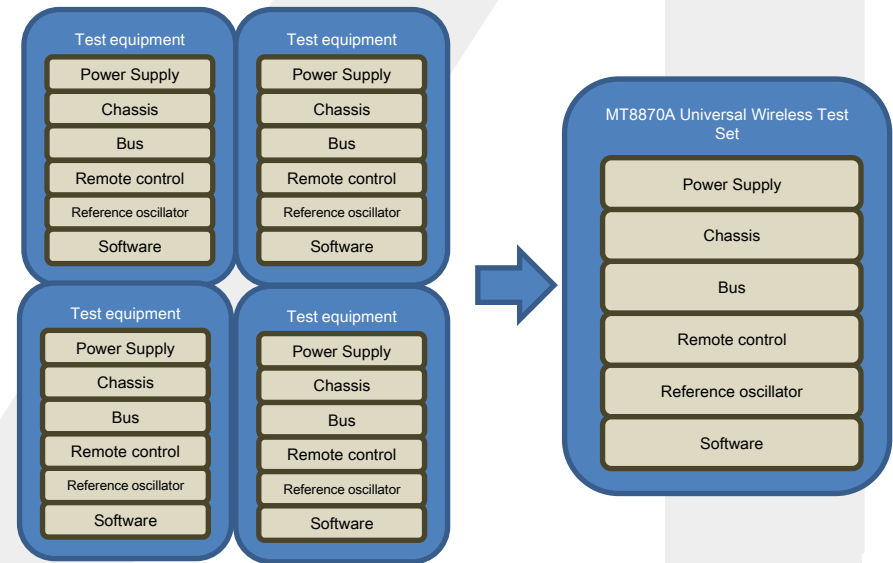 Test equipment
Power Supply
Chassis
Bus
Remote control
Reference oscillator
Software
Test equipment
Power Supply
Chassis
Bus
Remote control
Reference oscillator
Software
Test equipment
Power Supply
Chassis
Bus
Remote control
Reference oscillator
Software
Test equipment
Power Supply
Chassis
Bus
Remote control
Reference oscillator
Software
MT8870A Universal Wireless Test
Set
Power Supply
Chassis
Bus
Remote control
Reference oscillator
Software